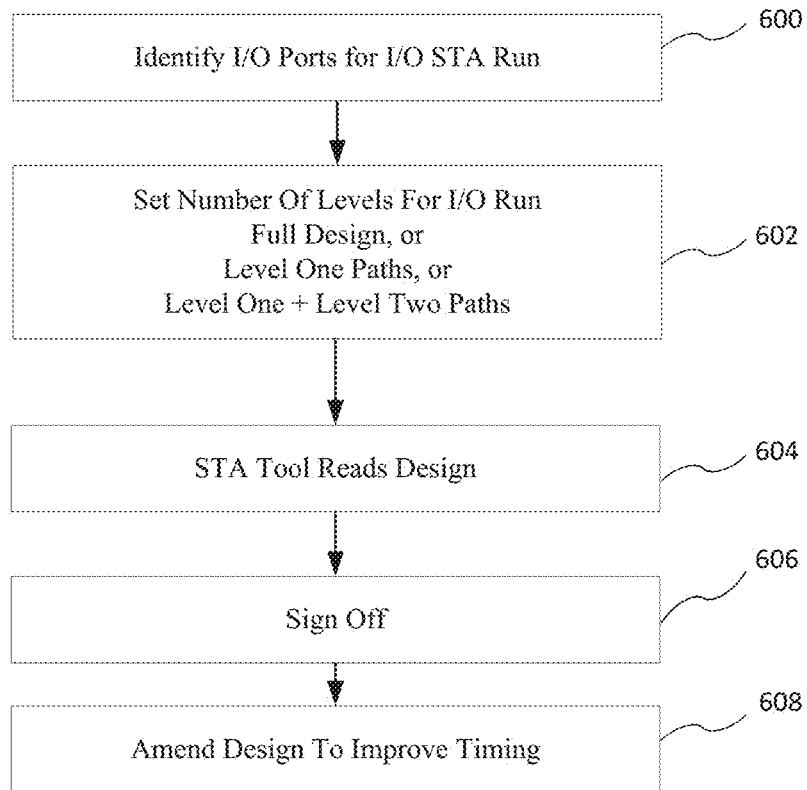 600
Identify I/O Ports for I/O STA Run
Set Number Of Levels For I/O Run
Full Design, or
Level One Paths, or
Level One + Level Two Paths
602
STA Tool Reads Design
604
606
Sign Off
608
Amend Design To Improve Timing